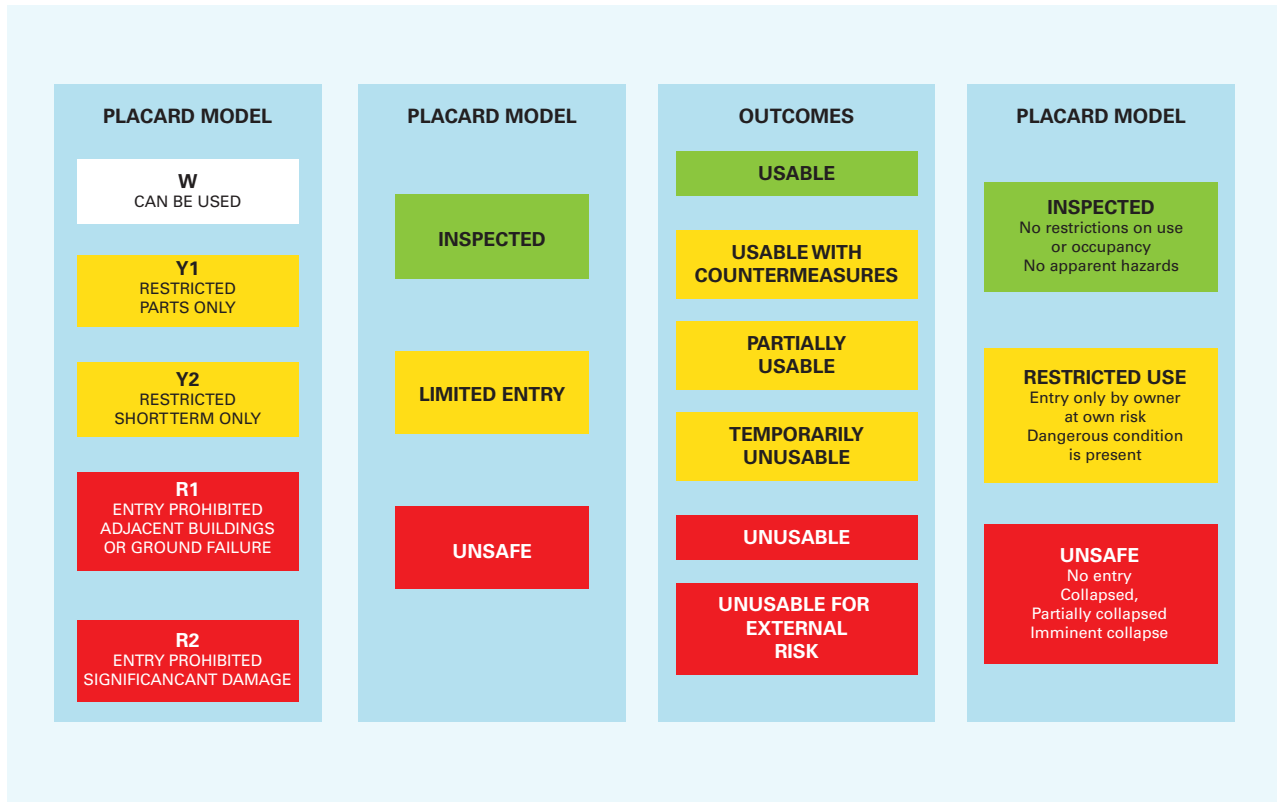 PLACARD MODEL
W
CAN BE USED
Y1
RESTRICTED
PARTS ONLY
Y2
RESTRICTED
SHORT TERM ONLY
R1
ENTRY PROHIBITED
ADJACENT BUILDINGS
OR GROUND FAILURE
R2
ENTRY PROHIBITED
SIGNIFICANCANT DAMAGE
PLACARD MODEL
INSPECTED
LIMITED ENTRY
UNSAFE
OUTCOMES
USABLE
USABLE WITH
COUNTERMEASURES
PARTIALLY
USABLE
TEMPORARILY
UNUSABLE
UNUSABLE
UNUSABLE FOR
EXTERNAL
RISK
PLACARD MODEL
INSPECTED
No restrictions on use
or occupancy
No apparent hazards
RESTRICTED USE
Entry only by owner
at own risk
Dangerous condition
is present
UNSAFE
No entry
Collapsed,
Partially collapsed
Imminent collapse